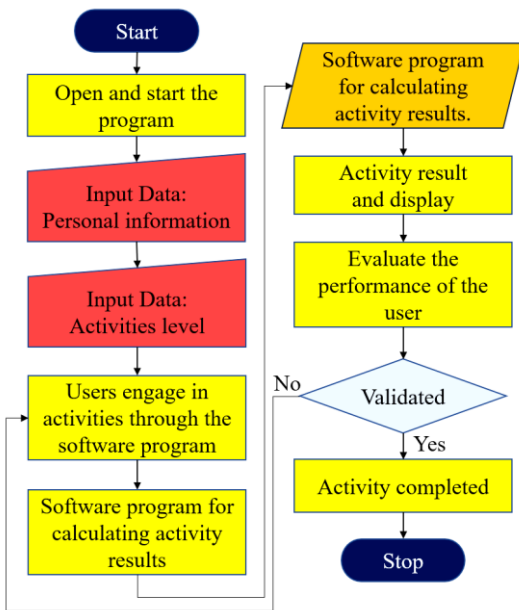 Start
Open and start the
program
Input Data:
Personal information
Input Data:
Activities level
Users engage in
activities through the
software program
Software program for
calculating activity
results
Software program
for calculating
activity results.
Activity result
and display
Evaluate the
performance of the
user
No
Validated
Yes
Activity completed
Stop